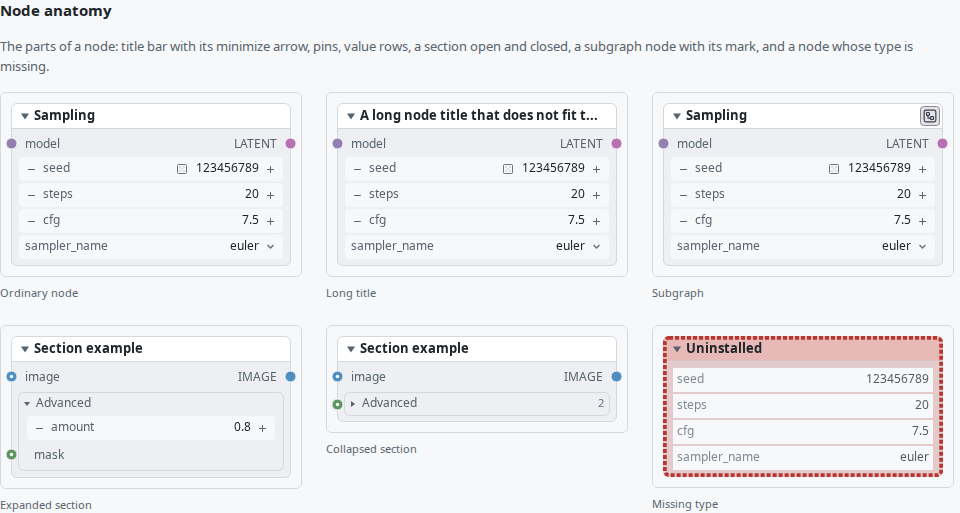 Node anatomy
The parts of a node: title bar with its minimize arrow, pins, value rows, a section open and closed, a subgraph node with its mark, and a node whose type is
missing.
Sampling
model LATENT
– seed 123456789 +
– steps 20 +
– cfg 7.5 +
sampler_name euler
Ordinary node
A long node title that does not fit t...
model LATENT
– seed 123456789 +
– steps 20 +
– cfg 7.5 +
sampler_name euler
Long title
Sampling
model LATENT
– seed 123456789 +
– steps 20 +
– cfg 7.5 +
sampler_name euler
Subgraph
Section example
image IMAGE
Advanced
– amount 0.8 +
mask
Expanded section
Section example
image IMAGE
Advanced 2
Collapsed section
Uninstalled
seed 123456789
steps 20
cfg 7.5
sampler_name euler
Missing type